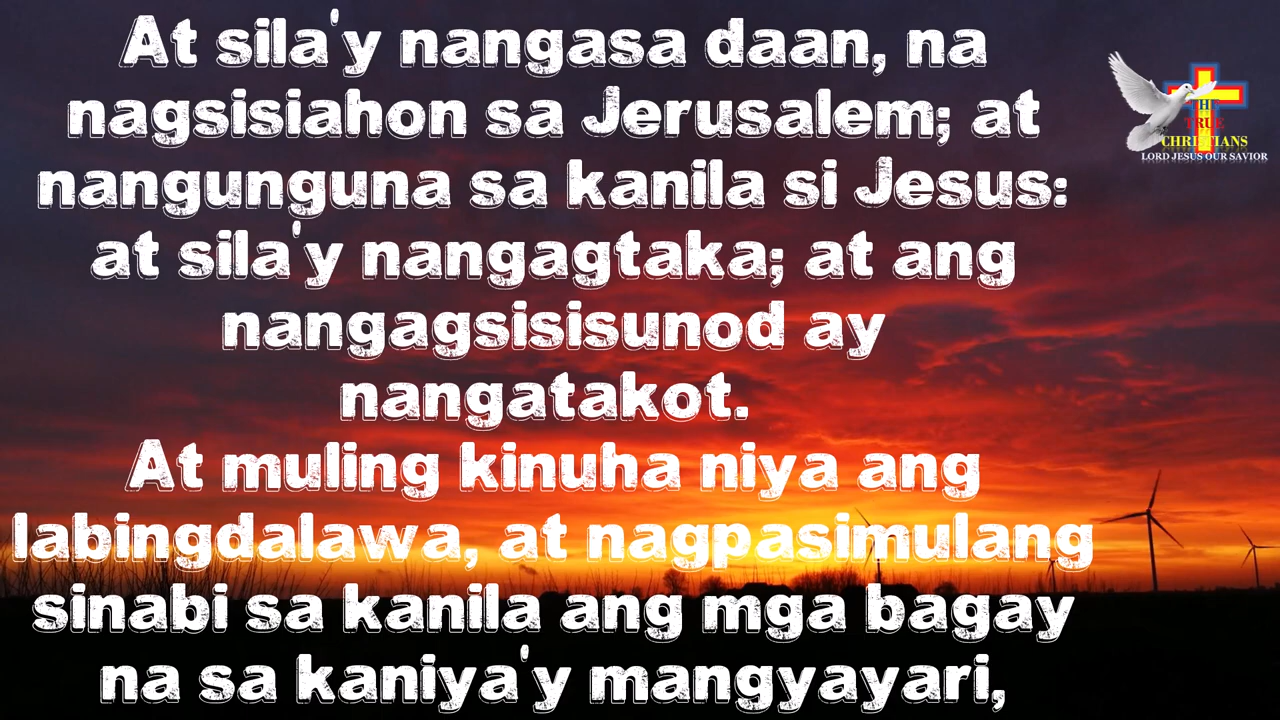 At sila'y nangasa daan, na
nagsisiahon sa Jerusalem; at
nangunguna sa kanila si Jesus:
at sila'y nangagtaka; at ang
nangagsisisunod ay
nangatakot.
At muling kinuha niya ang
labingdalawa, at nagpasimulang
sinabi sa kanila ang mga bagay
na sa kaniya'y mangyayari,
THE
TRUE
CHRISTIANS
LORD JESUS OUR SAVIOR